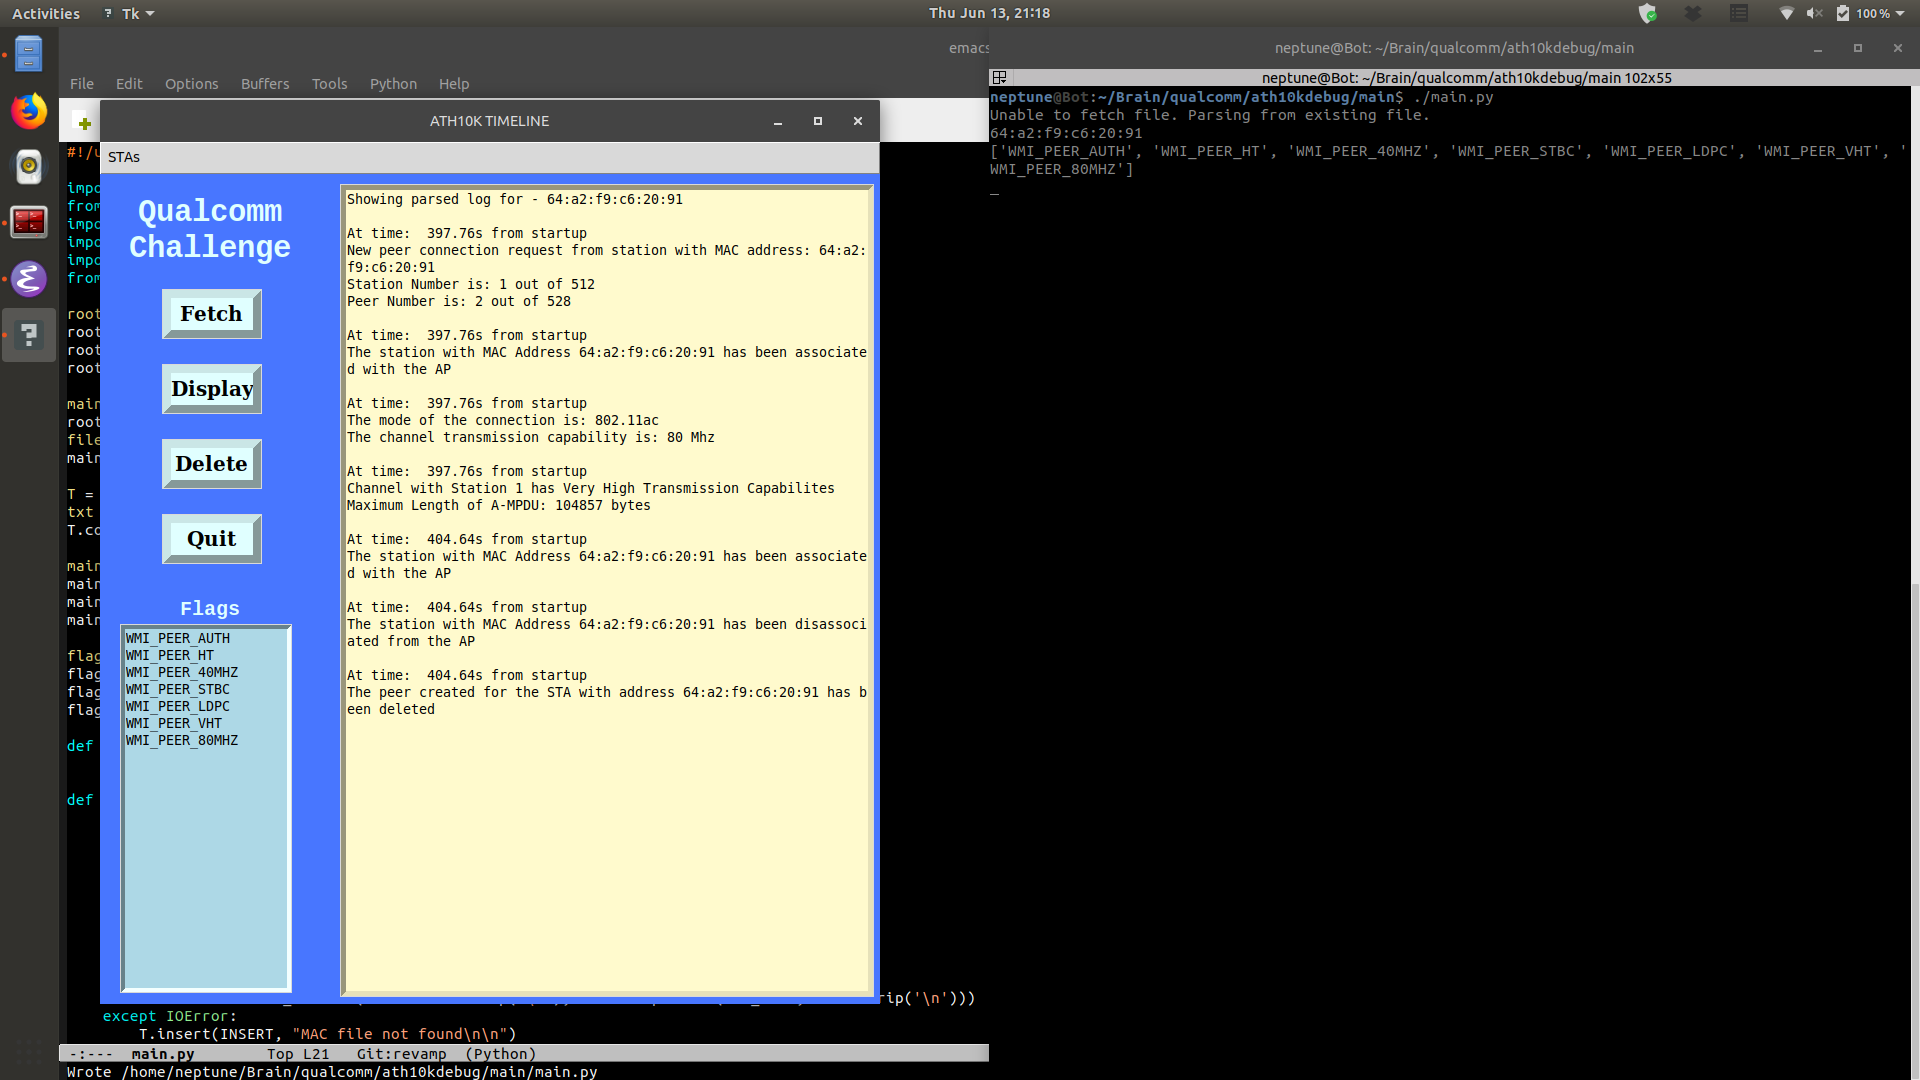 Activities
Tk
Thu Jun 13, 21:18
100%
emacs
File Edit Options Buffers Tools Python Help
ATH10K TIMELINE
STAs
Qualcomm
Challenge
Fetch
Display
Delete
Quit
Flags
WMI_PEER_AUTH
WMI_PEER_HT
WMI_PEER_40MHZ
WMI_PEER_STBC
WMI_PEER_LDPC
WMI_PEER_VHT
WMI_PEER_80MHZ
Showing parsed log for - 64:a2:f9:c6:20:91
At time:  397.76s from startup
New peer connection request from station with MAC address: 64:a2:
f9:c6:20:91
Station Number is: 1 out of 512
Peer Number is: 2 out of 528
At time:  397.76s from startup
The station with MAC Address 64:a2:f9:c6:20:91 has been associate
d with the AP
At time:  397.76s from startup
The mode of the connection is: 802.11ac
The channel transmission capability is: 80 Mhz
At time:  397.76s from startup
Channel with Station 1 has Very High Transmission Capabilites
Maximum Length of A-MPDU: 104857 bytes
At time:  404.64s from startup
The station with MAC Address 64:a2:f9:c6:20:91 has been associate
d with the AP
At time:  404.64s from startup
The station with MAC Address 64:a2:f9:c6:20:91 has been disassoci
ated from the AP
At time:  404.64s from startup
The peer created for the STA with address 64:a2:f9:c6:20:91 has b
een deleted
#!/u
impo
from
impo
impo
impo
from
root
root
root
root
main
root
file
main
T =
txt
T.co
main
main
main
main
flag
flag
flag
flag
def
def
rip('\n')))
except IOError:
T.insert(INSERT, "MAC file not found\n\n")
-:--- main.py Top L21 Git:revamp (Python)
Wrote /home/neptune/Brain/qualcomm/ath10kdebug/main/main.py
neptune@Bot: ~/Brain/qualcomm/ath10kdebug/main
neptune@Bot: ~/Brain/qualcomm/ath10kdebug/main 102x55
neptune@Bot:~/Brain/qualcomm/ath10kdebug/main$ ./main.py
Unable to fetch file. Parsing from existing file.
64:a2:f9:c6:20:91
['WMI_PEER_AUTH', 'WMI_PEER_HT', 'WMI_PEER_40MHZ', 'WMI_PEER_STBC', 'WMI_PEER_LDPC', 'WMI_PEER_VHT', '
WMI_PEER_80MHZ']